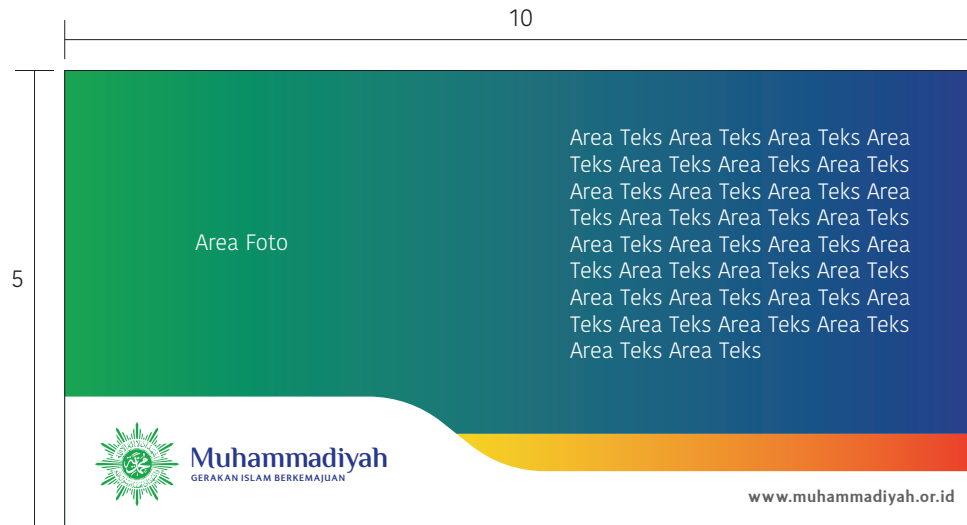 10
5
Area Foto
Area Teks Area Teks Area Teks Area
Teks Area Teks Area Teks Area Teks
Area Teks Area Teks Area Teks Area
Teks Area Teks Area Teks Area Teks
Area Teks Area Teks Area Teks Area
Teks Area Teks Area Teks Area Teks
Area Teks Area Teks Area Teks Area
Teks Area Teks Area Teks Area Teks
Area Teks Area Teks
Muhammadiyah
GERAKAN ISLAM BERKEMAJUAN
www.muhammadiyah.or.id